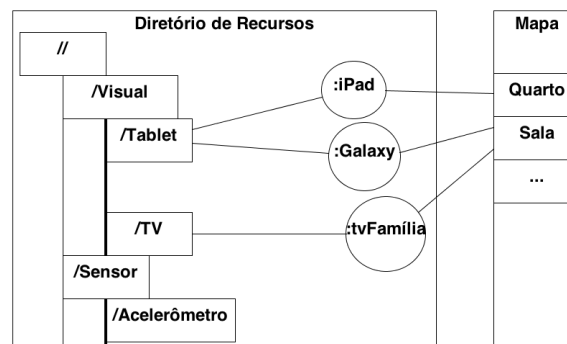 Diretório de Recursos
Mapa
//
/Visual
:iPad
Quarto
/Tablet
:Galaxy
Sala
...
/TV
:tvFamília
/Sensor
/Acelerômetro